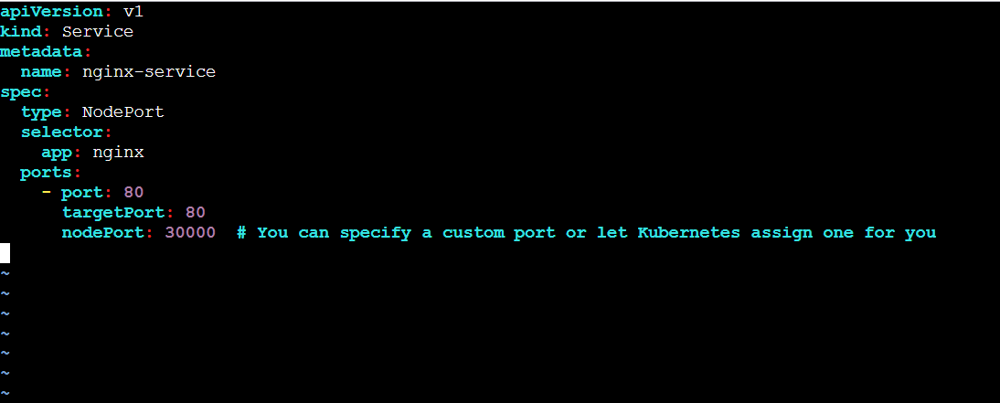 apiVersion: v1
kind: Service
metadata:
  name: nginx-service
spec:
  type: NodePort
  selector:
    app: nginx
  ports:
    - port: 80
      targetPort: 80
      nodePort: 30000  # You can specify a custom port or let Kubernetes assign one for you
~
~
~
~
~
~
~